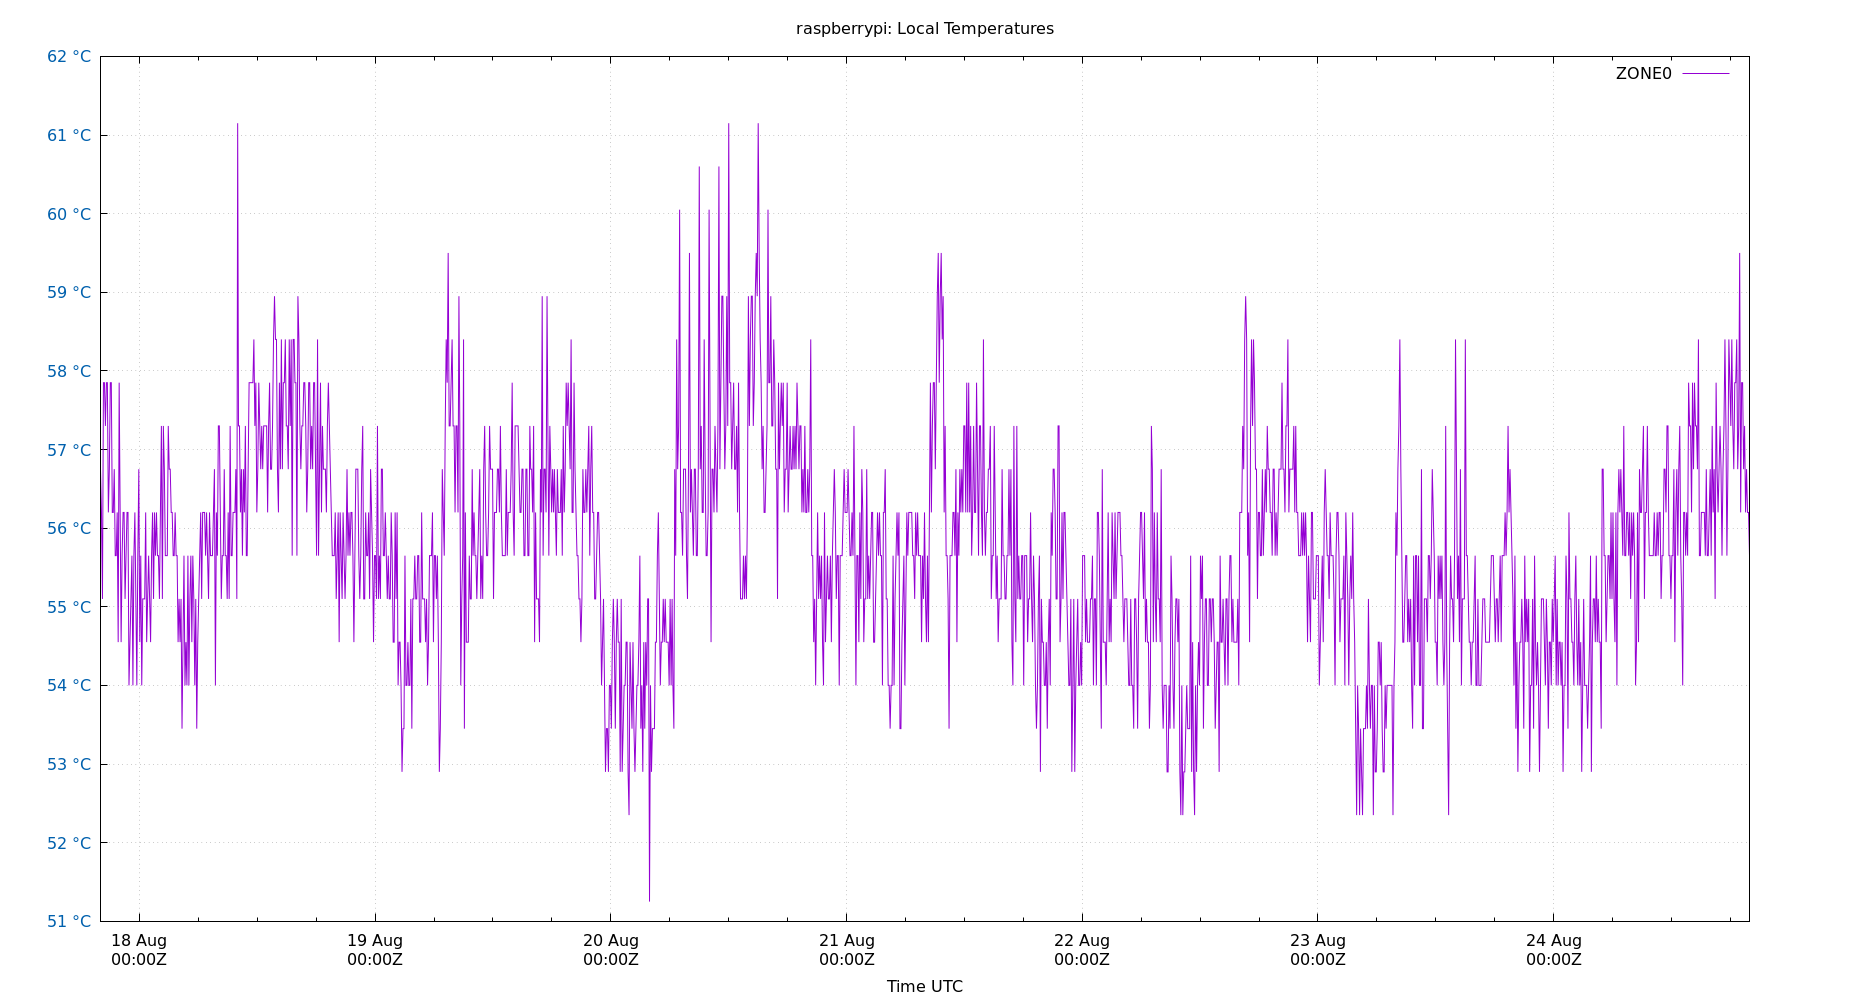 raspberrypi: Local Temperatures
62 °C
ZONE0
61 °C
60 °C
59 °C
58 °C
57 °C
56 °C
55 °C
54 °C
53 °C
52 °C
51 °C
18 Aug 19 Aug 20 Aug 21 Aug 22 Aug 23 Aug 24 Aug
00:00Z 00:00Z 00:00Z 00:00Z 00:00Z 00:00Z 00:00Z
Time UTC